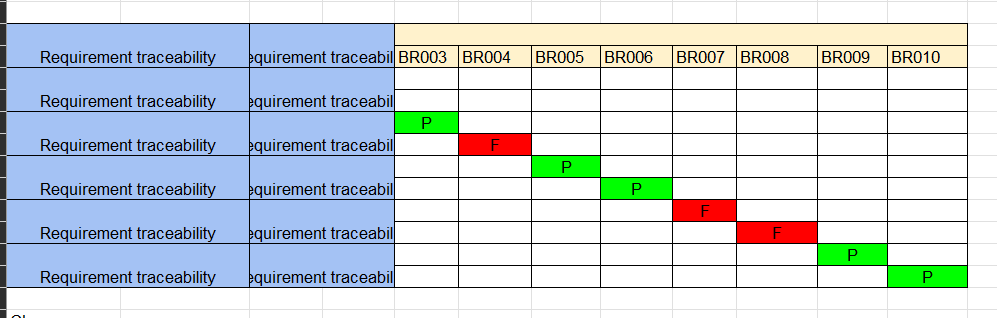 Requirement traceability equirement traceabil BR003 BR004 BR005 BR006 BR007 BR008 BR009 BR010
Requirement traceability equirement traceabil
P
Requirement traceability equirement traceabil F
P
Requirement traceability equirement traceabil P
F
Requirement traceability equirement traceabil F
P
Requirement traceability equirement traceabil P